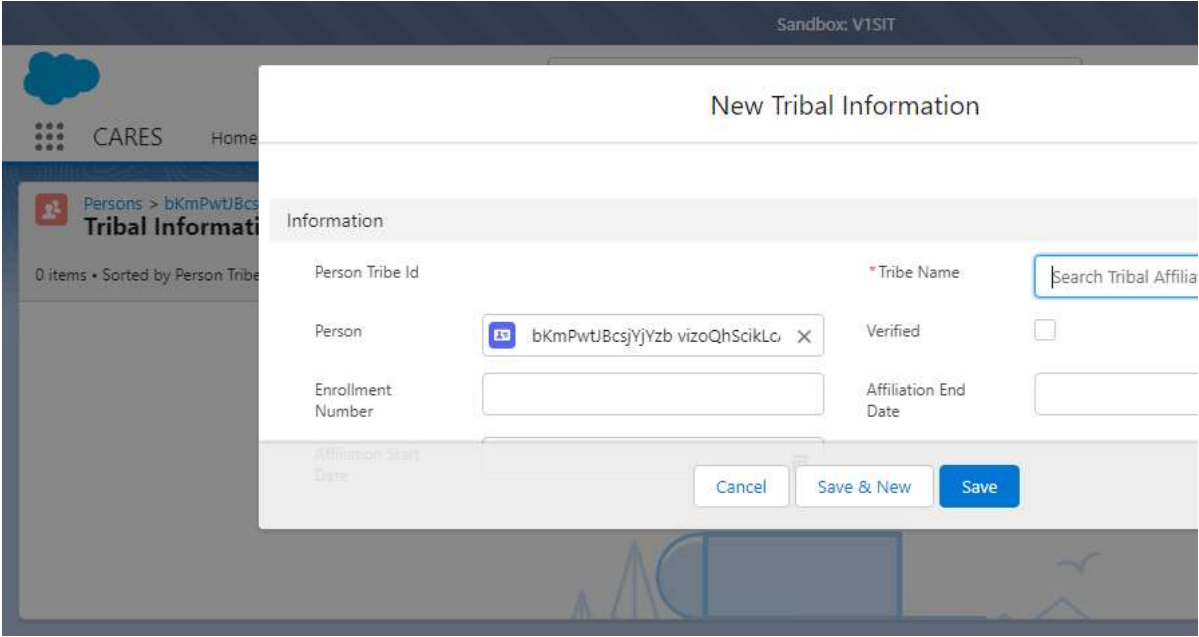 Sandbox: V1SIT
New Tribal Information
CARES Home
Persons > bKmPwtJBcs
Tribal Informati
0 items • Sorted by Person Tribe
Information
Person Tribe Id
*Tribe Name Search Tribal Affilia
Person bKmPwtJBcsjYjYzb vizoQhScikLc
Verified
Enrollment
Number
Affiliation End
Date
Affiliation Start
Date
Cancel Save & New Save